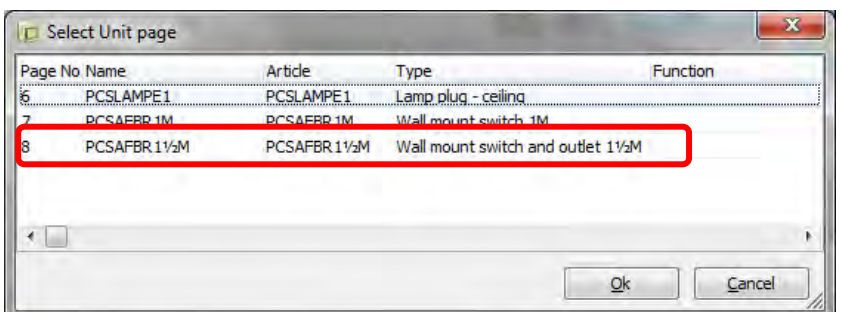 Select Unit page
Page No Name Article Type Function
6 PCSLAMPE1 PCSLAMPE1 Lamp plug - ceiling
7 PCSAFBR1M PCSAFBR1M Wall mount switch 1M
8 PCSAFBR1½M PCSAFBR1½M Wall mount switch and outlet 1½M
Ok Cancel